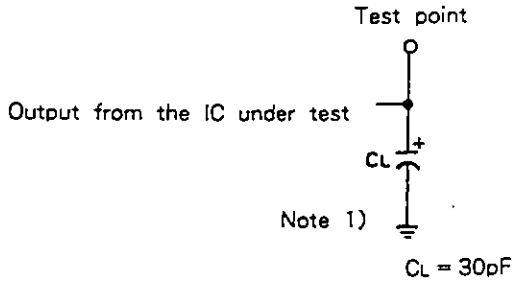 Test point
Output from the IC under test
+
CL
Note 1)
CL = 30pF